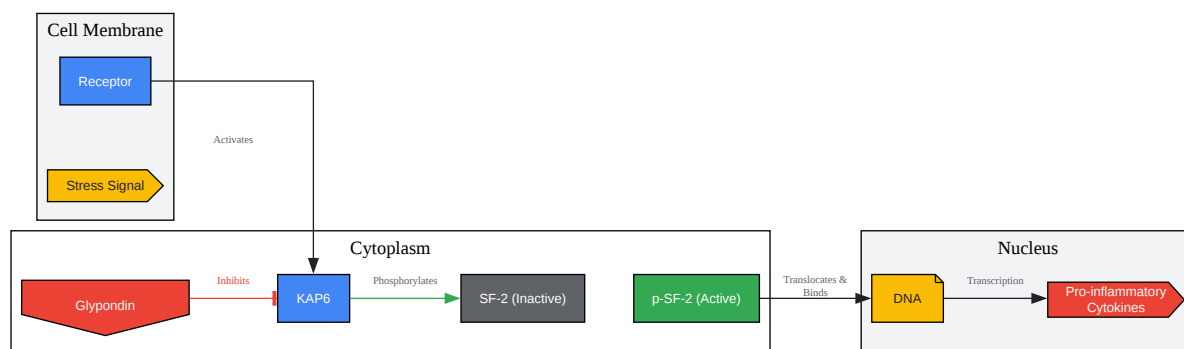 Cell Membrane
Receptor
Activates
Stress Signal
Cytoplasm
Nucleus
Glypondin
Inhibits
KAP6
Phosphorylates
SF-2 (Inactive)
p-SF-2 (Active)
Translocates &
Binds
DNA
Transcription
Pro-inflammatory
Cytokines